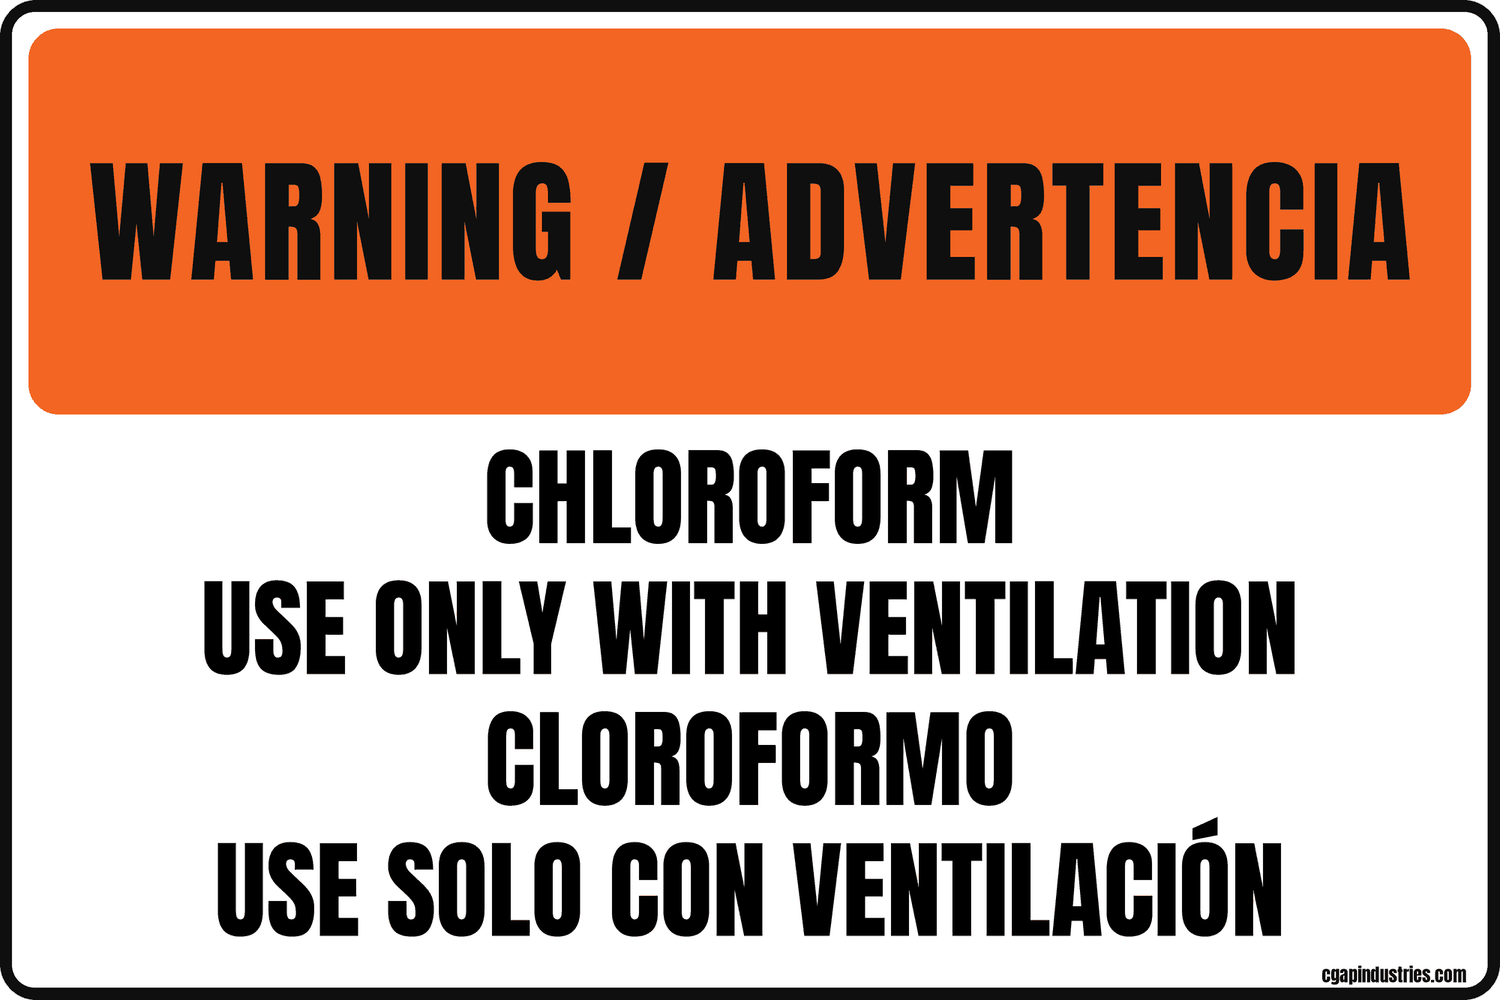 WARNING / ADVERTENCIA
CHLOROFORM
USE ONLY WITH VENTILATION
CLOROFORMO
USE SOLO CON VENTILACIÓN
cgapindustries.com